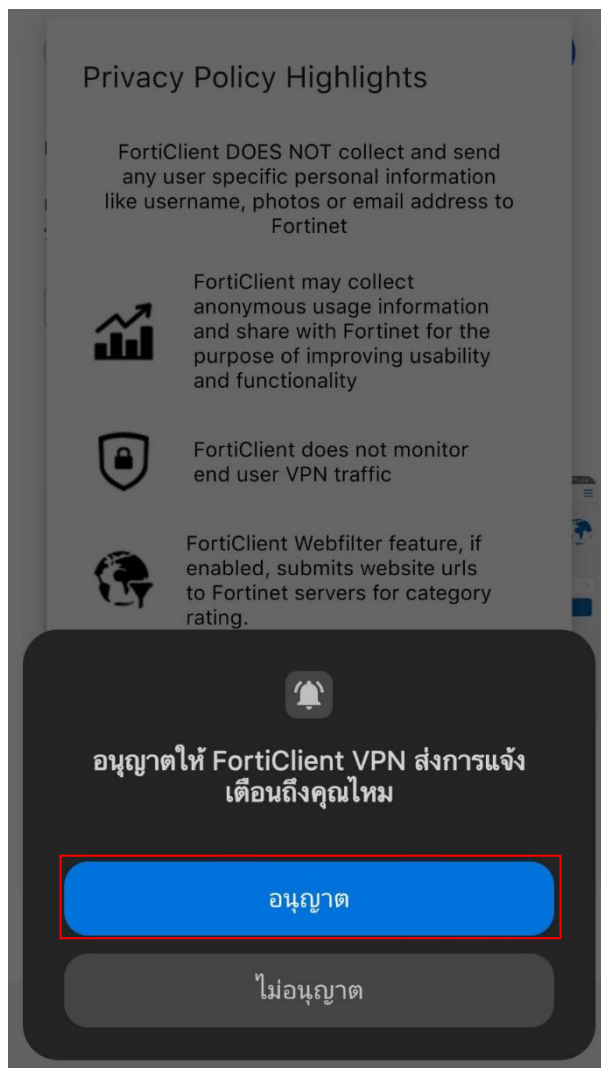 Privacy Policy Highlights
FortiClient DOES NOT collect and send
any user specific personal information
like username, photos or email address to
Fortinet
FortiClient may collect
anonymous usage information
and share with Fortinet for the
purpose of improving usability
and functionality
FortiClient does not monitor
end user VPN traffic
FortiClient Webfilter feature, if
enabled, submits website urls
to Fortinet servers for category
rating.
อนุญาตให้ FortiClient VPN ส่งการแจ้ง
เตือนถึงคุณไหม
อนุญาต
ไม่อนุญาต